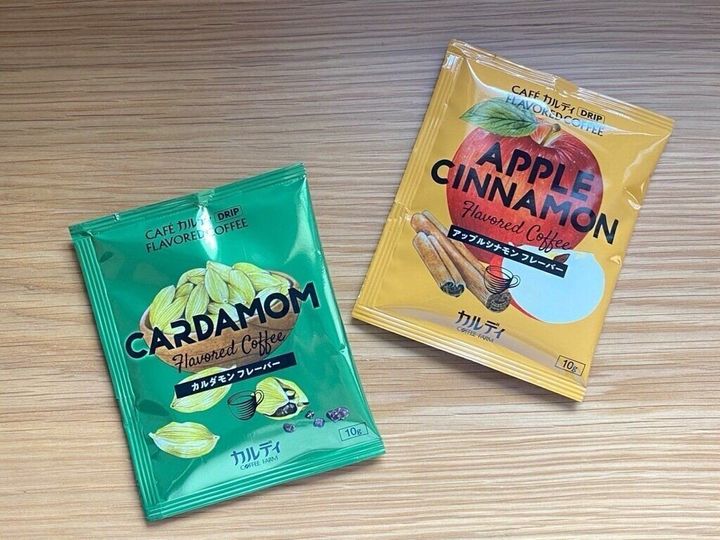 CAFÉ カルディ DRIP
FLAVORED COFFEE
CARDAMOM
Flavored Coffee
カルダモン フレーバー
10g
カルディ
COFFEE FARM
CAFÉ カルディ DRIP
FLAVORED COFFEE
APPLE
CINNAMON
Flavored Coffee
アップルシナモン フレーバー
カルディ
COFFEE FARM
10g